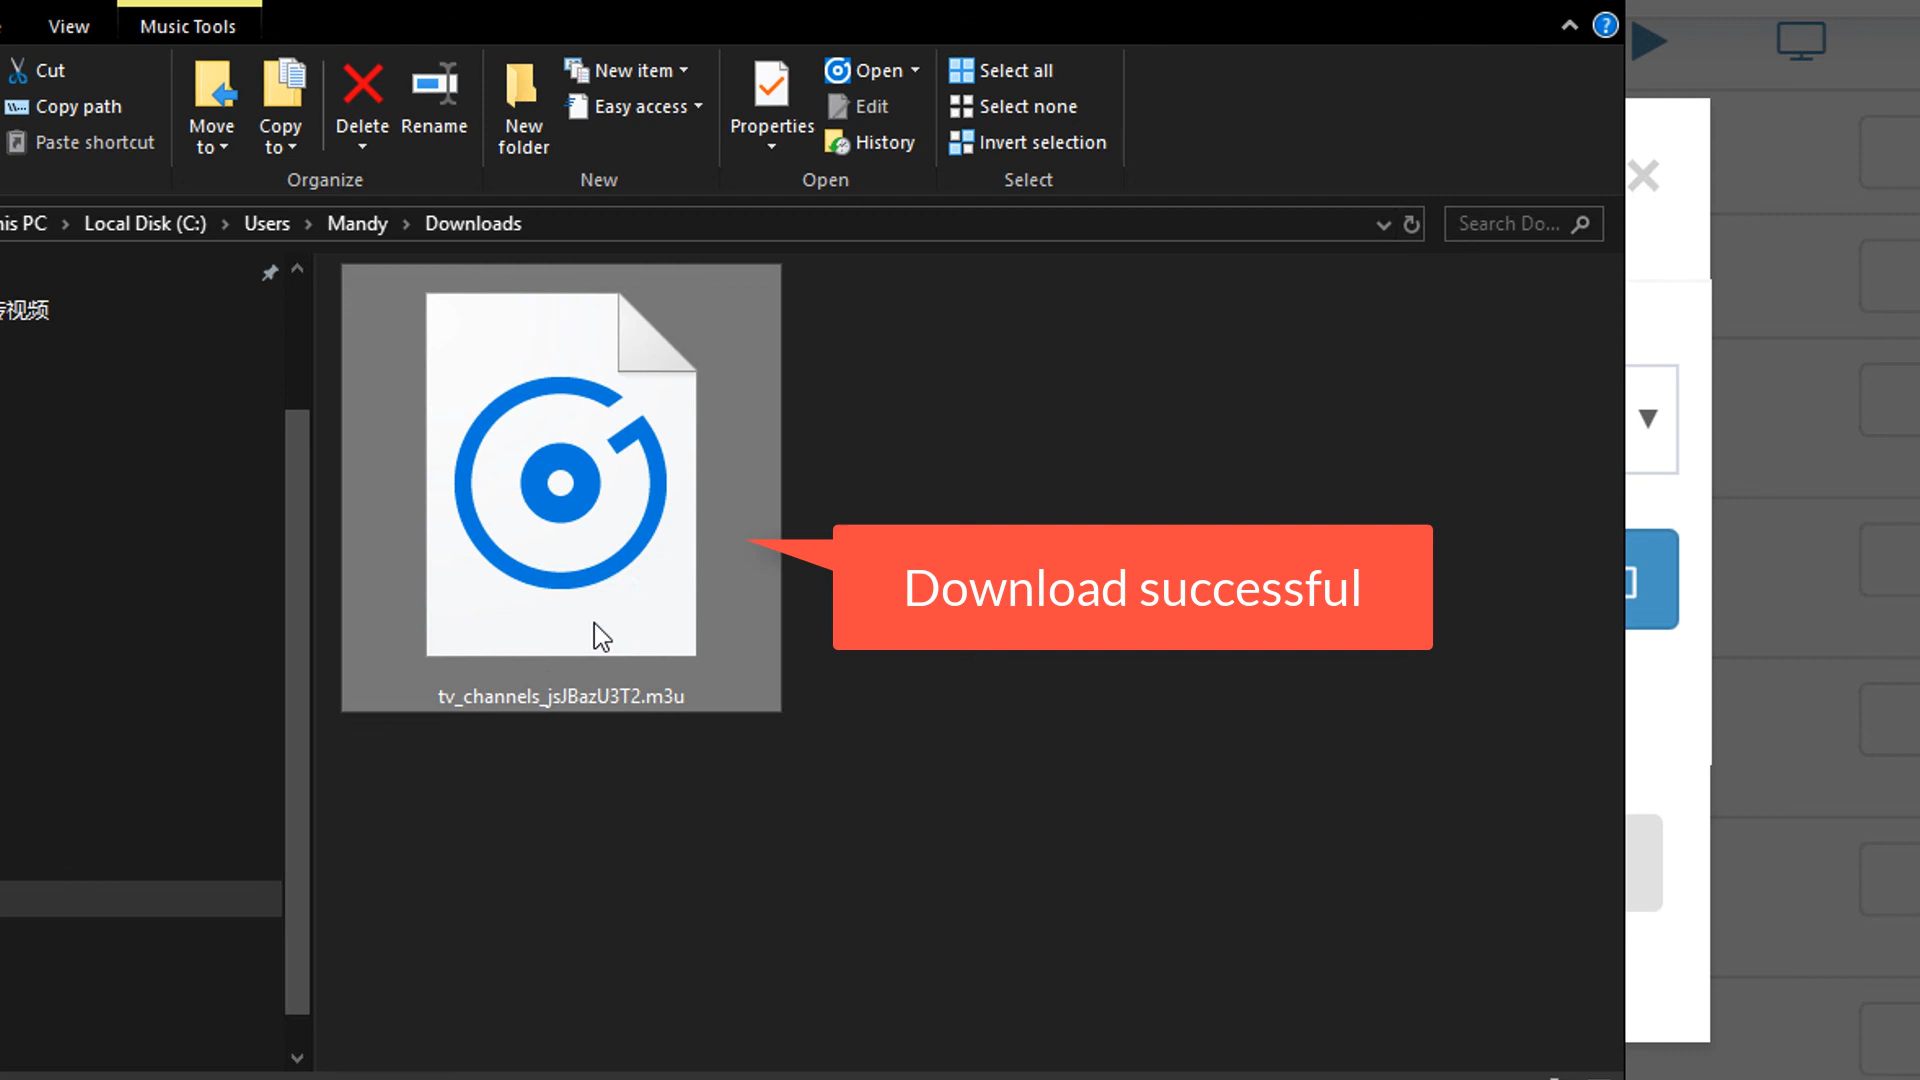 View
Music Tools
Cut
Copy path
Paste shortcut
Move
to
Copy
to
Delete
Rename
New
folder
New item
Easy access
Properties
Open
Edit
History
Select all
Select none
Invert selection
Organize
New
Open
Select
his PC > Local Disk (C:) > Users > Mandy > Downloads
Search Do...
视频
Download successful
tv_channels_jsJBazU3T2.m3u